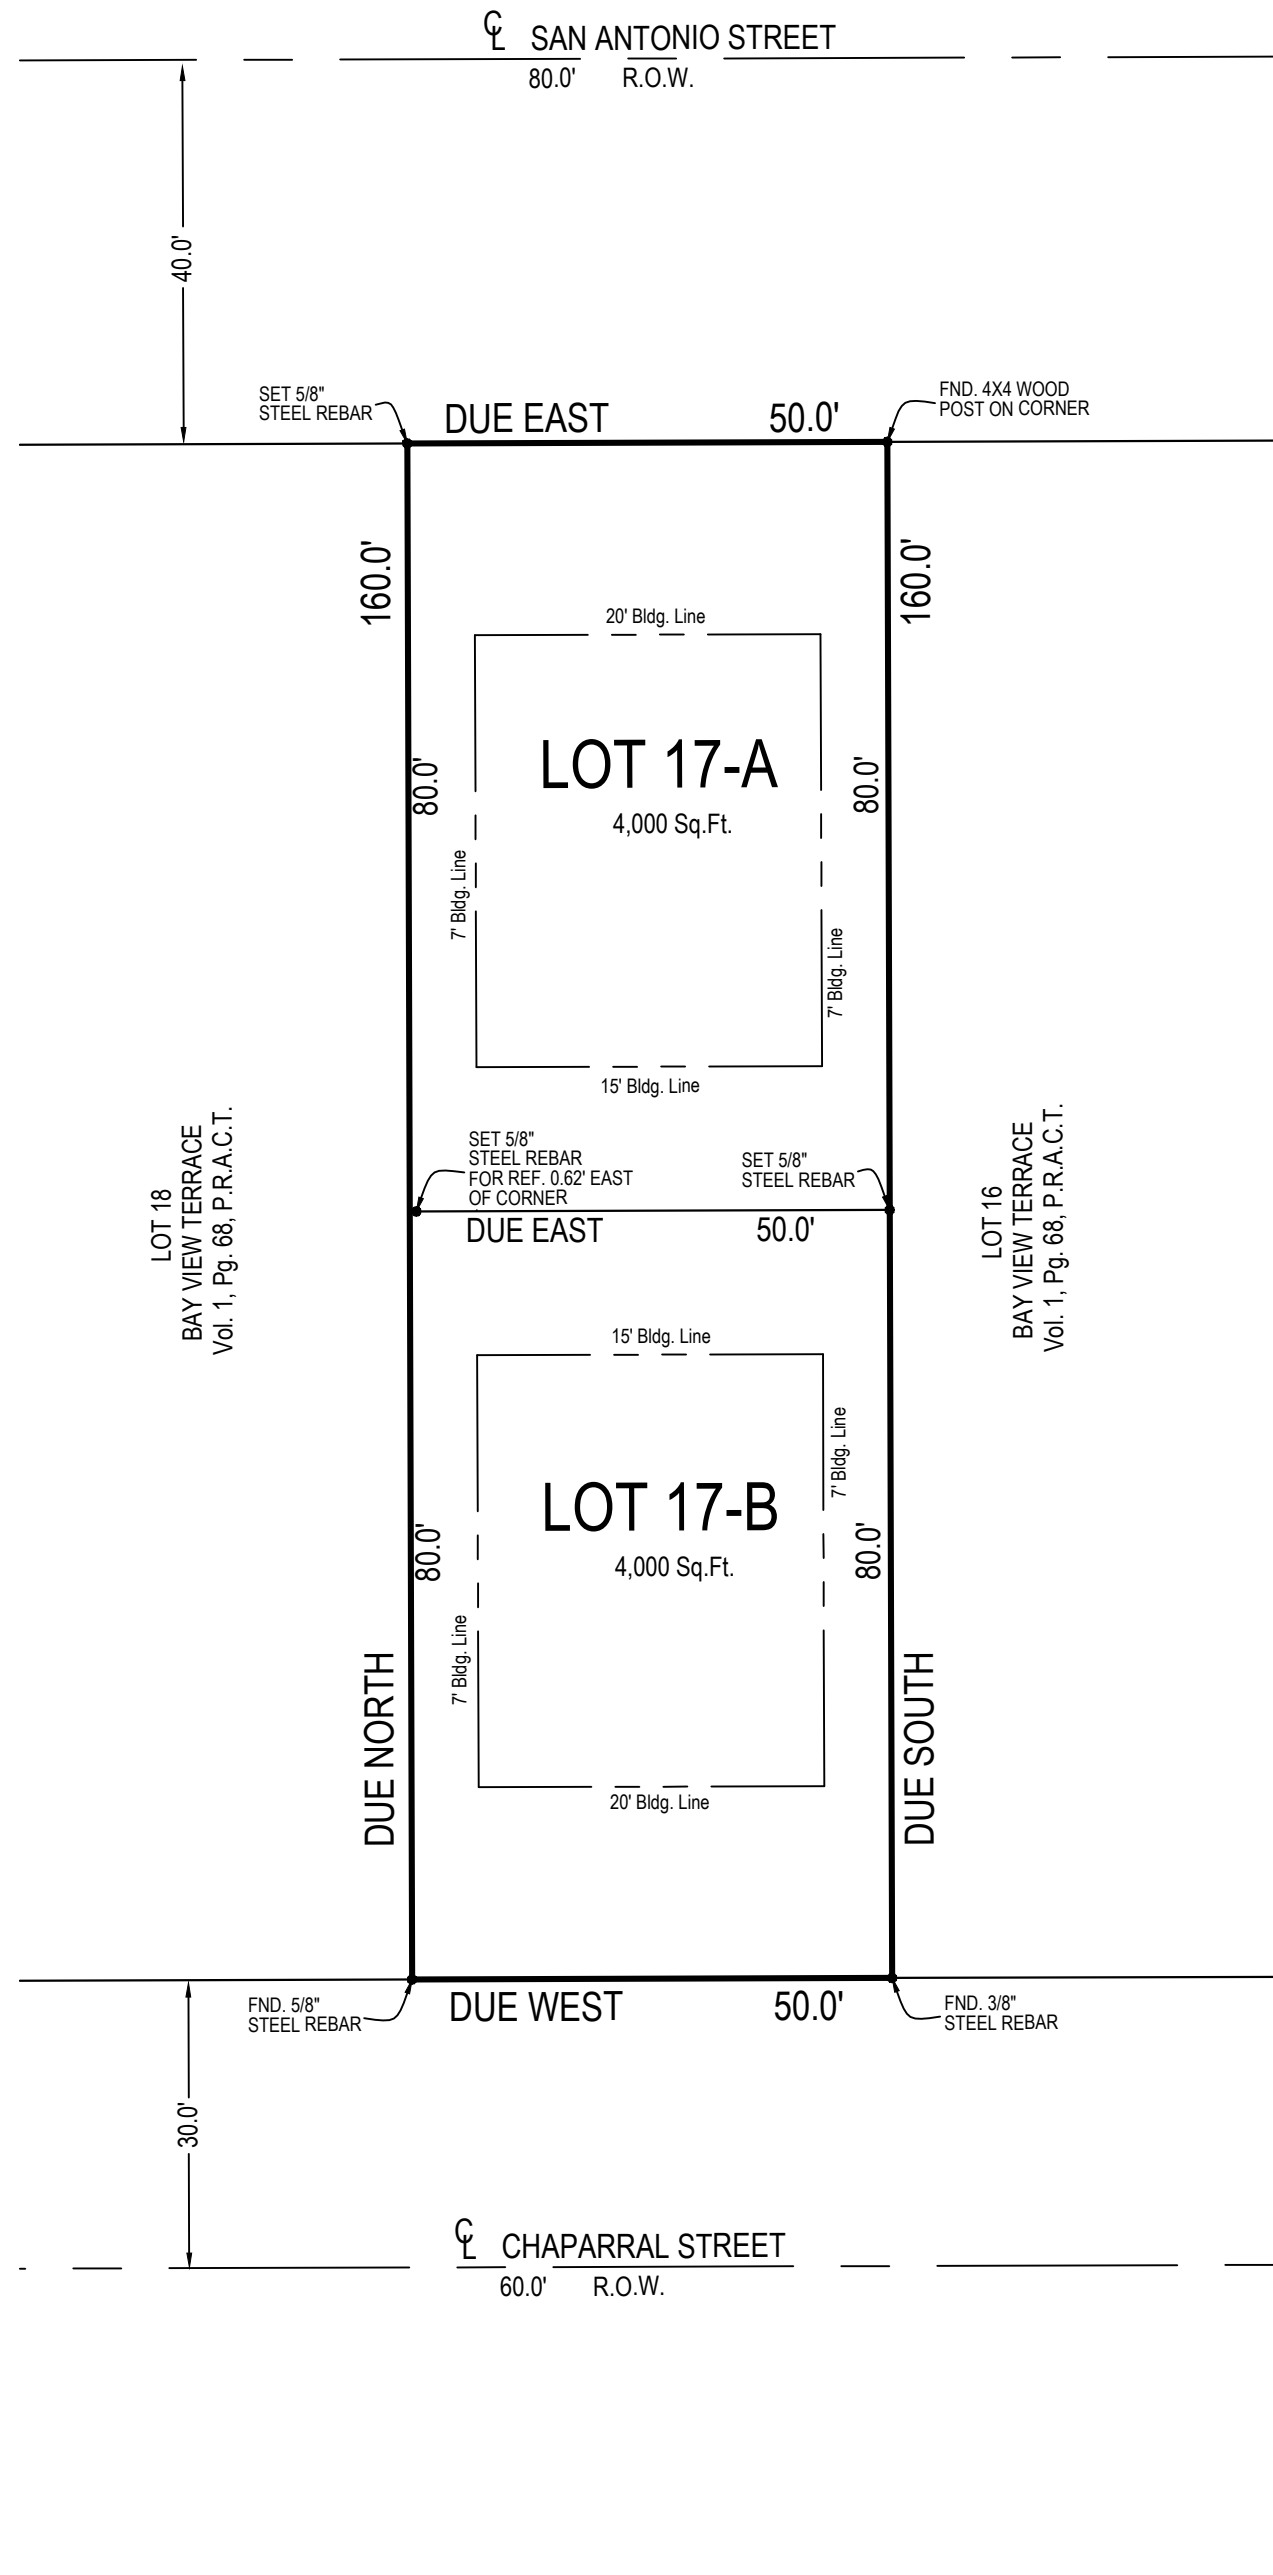 ℄ SAN ANTONIO STREET
80.0' R.O.W.
40.0'
SET 5/8"
STEEL REBAR
DUE EAST 50.0'
FND. 4X4 WOOD
POST ON CORNER
160.0'
160.0'
20' Bldg. Line
LOT 17-A
4,000 Sq.Ft.
80.0'
80.0'
7' Bldg. Line
7' Bldg. Line
15' Bldg. Line
LOT 18
BAY VIEW TERRACE
Vol. 1, Pg. 68, P.R.A.C.T.
SET 5/8"
STEEL REBAR
FOR REF. 0.62' EAST
OF CORNER
SET 5/8"
STEEL REBAR
DUE EAST 50.0'
LOT 16
BAY VIEW TERRACE
Vol. 1, Pg. 68, P.R.A.C.T.
15' Bldg. Line
7' Bldg. Line
LOT 17-B
4,000 Sq.Ft.
80.0'
80.0'
7' Bldg. Line
DUE NORTH
DUE SOUTH
20' Bldg. Line
FND. 5/8"
STEEL REBAR
DUE WEST 50.0'
FND. 3/8"
STEEL REBAR
30.0'
℄ CHAPARRAL STREET
60.0' R.O.W.